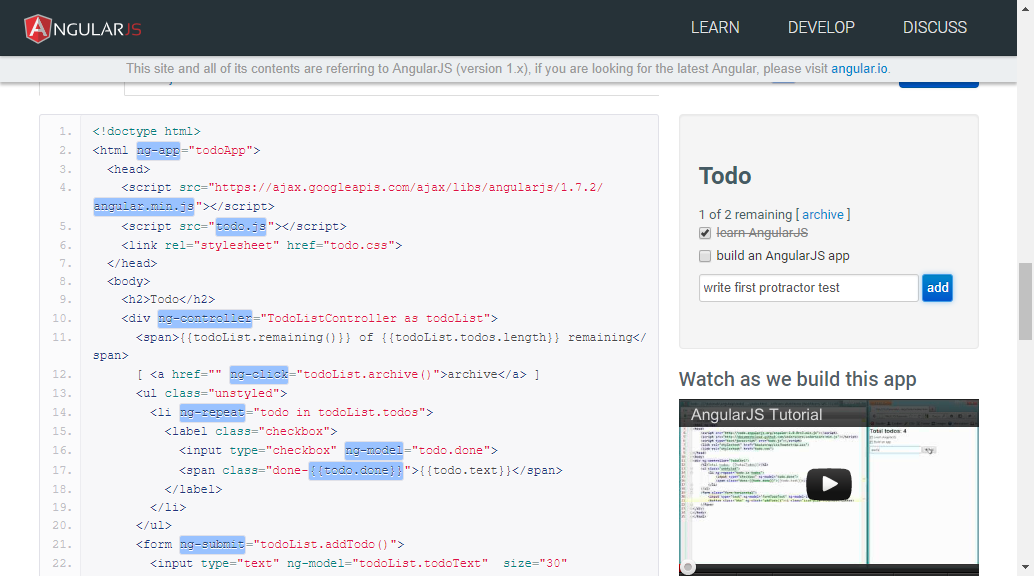 ANGULARJS
LEARN DEVELOP DISCUSS
This site and all of its contents are referring to AngularJS (version 1.x), if you are looking for the latest Angular, please visit angular.io.
1. <!doctype html>
2. <html ng-app="todoApp">
3. <head>
4. <script src="https://ajax.googleapis.com/ajax/libs/angularjs/1.7.2/
angular.min.js"></script>
5. <script src="todo.js"></script>
6. <link rel="stylesheet" href="todo.css">
7. </head>
8. <body>
9. <h2>Todo</h2>
10. <div ng-controller="TodoListController as todoList">
11. <span>{{todoList.remaining()}} of {{todoList.todos.length}} remaining</
span>
12. [ <a href="" ng-click="todoList.archive()">archive</a> ]
13. <ul class="unstyled">
14. <li ng-repeat="todo in todoList.todos">
15. <label class="checkbox">
16. <input type="checkbox" ng-model="todo.done">
17. <span class="done-{{todo.done}}">{{todo.text}}</span>
18. </label>
19. </li>
20. </ul>
21. <form ng-submit="todoList.addTodo()">
22. <input type="text" ng-model="todoList.todoText" size="30"
Todo
1 of 2 remaining [ archive ]
learn AngularJS
build an AngularJS app
write first protractor test add
Watch as we build this app
AngularJS Tutorial
Total todos: 4